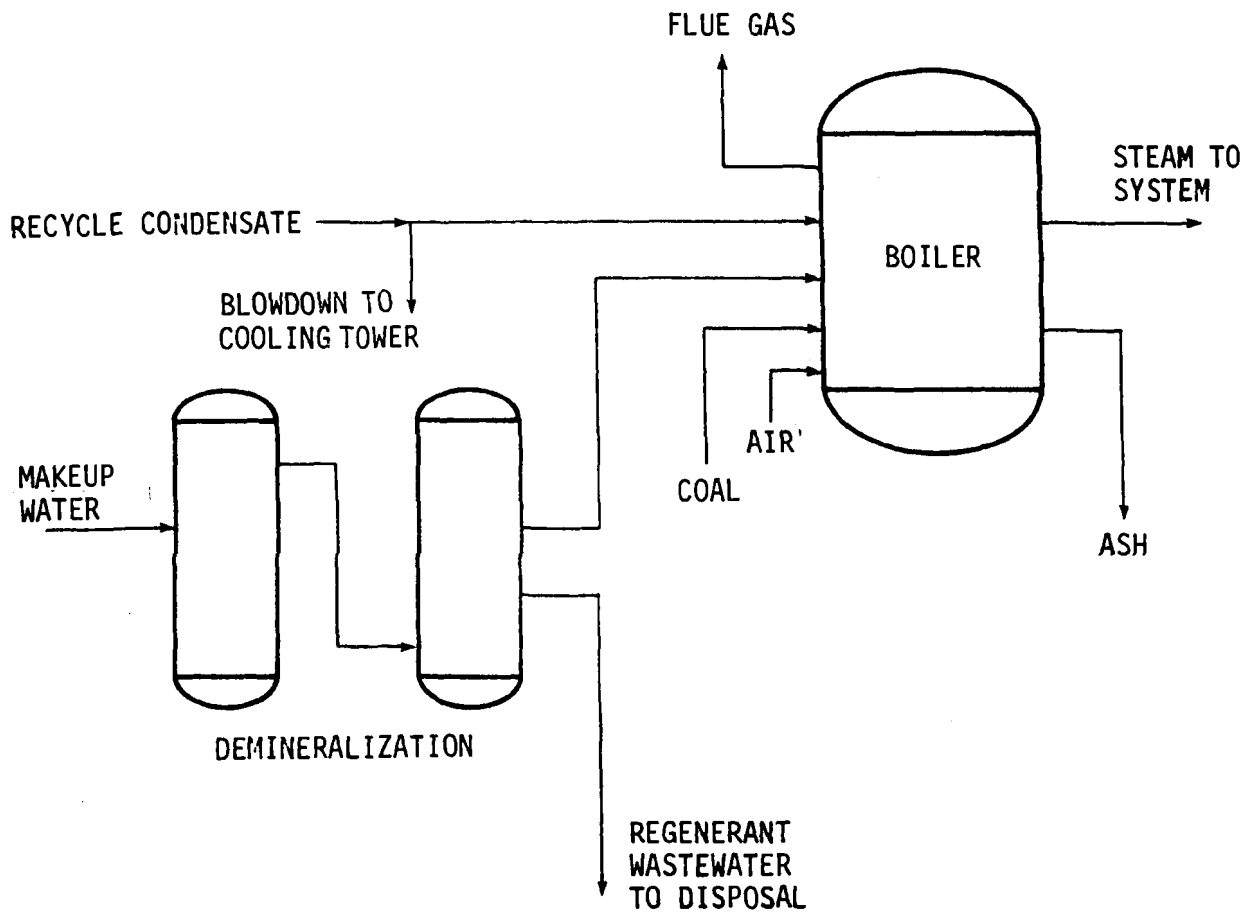 FLUE GAS
STEAM TO
SYSTEM
RECYCLE CONDENSATE
BOILER
BLOWDOWN TO
COOLING TOWER
AIR'
COAL
MAKEUP
WATER
ASH
DEMINERALIZATION
REGENERANT
WASTEWATER
TO DISPOSAL